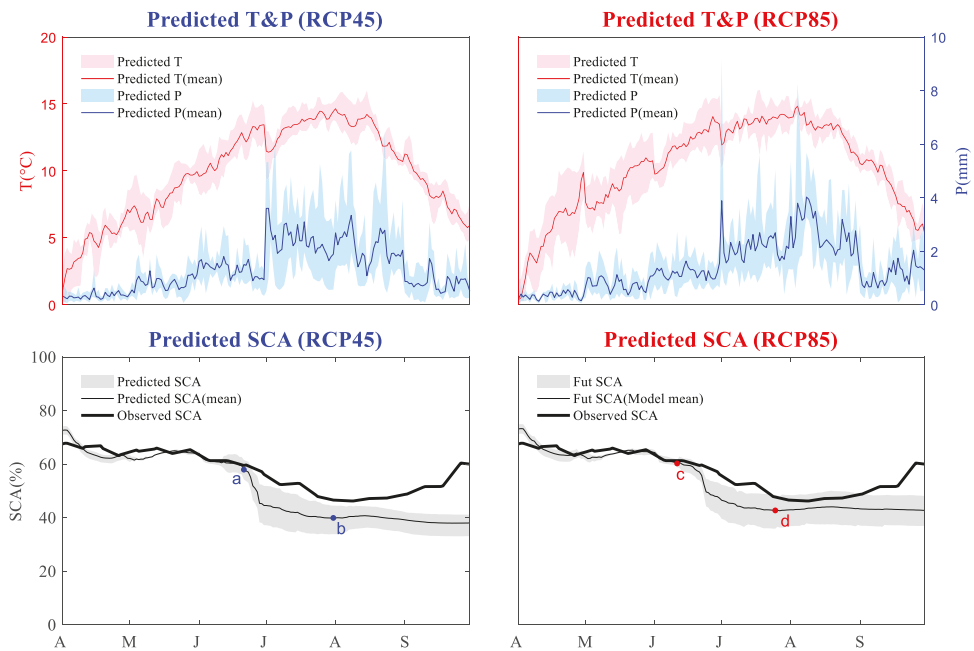 Predicted T&P (RCP45)
Predicted T&P (RCP85)
20
15
10
5
0
T(°C)
Predicted T
Predicted T(mean)
Predicted P
Predicted P(mean)
Predicted T
Predicted T(mean)
Predicted P
Predicted P(mean)
10
8
6
4
2
0
P(mm)
Predicted SCA (RCP45)
Predicted SCA (RCP85)
100
80
60
40
20
0
SCA(%)
Predicted SCA
Predicted SCA(mean)
Observed SCA
a
b
Fut SCA
Fut SCA(Model mean)
Observed SCA
c
d
A M J J A S
A M J J A S